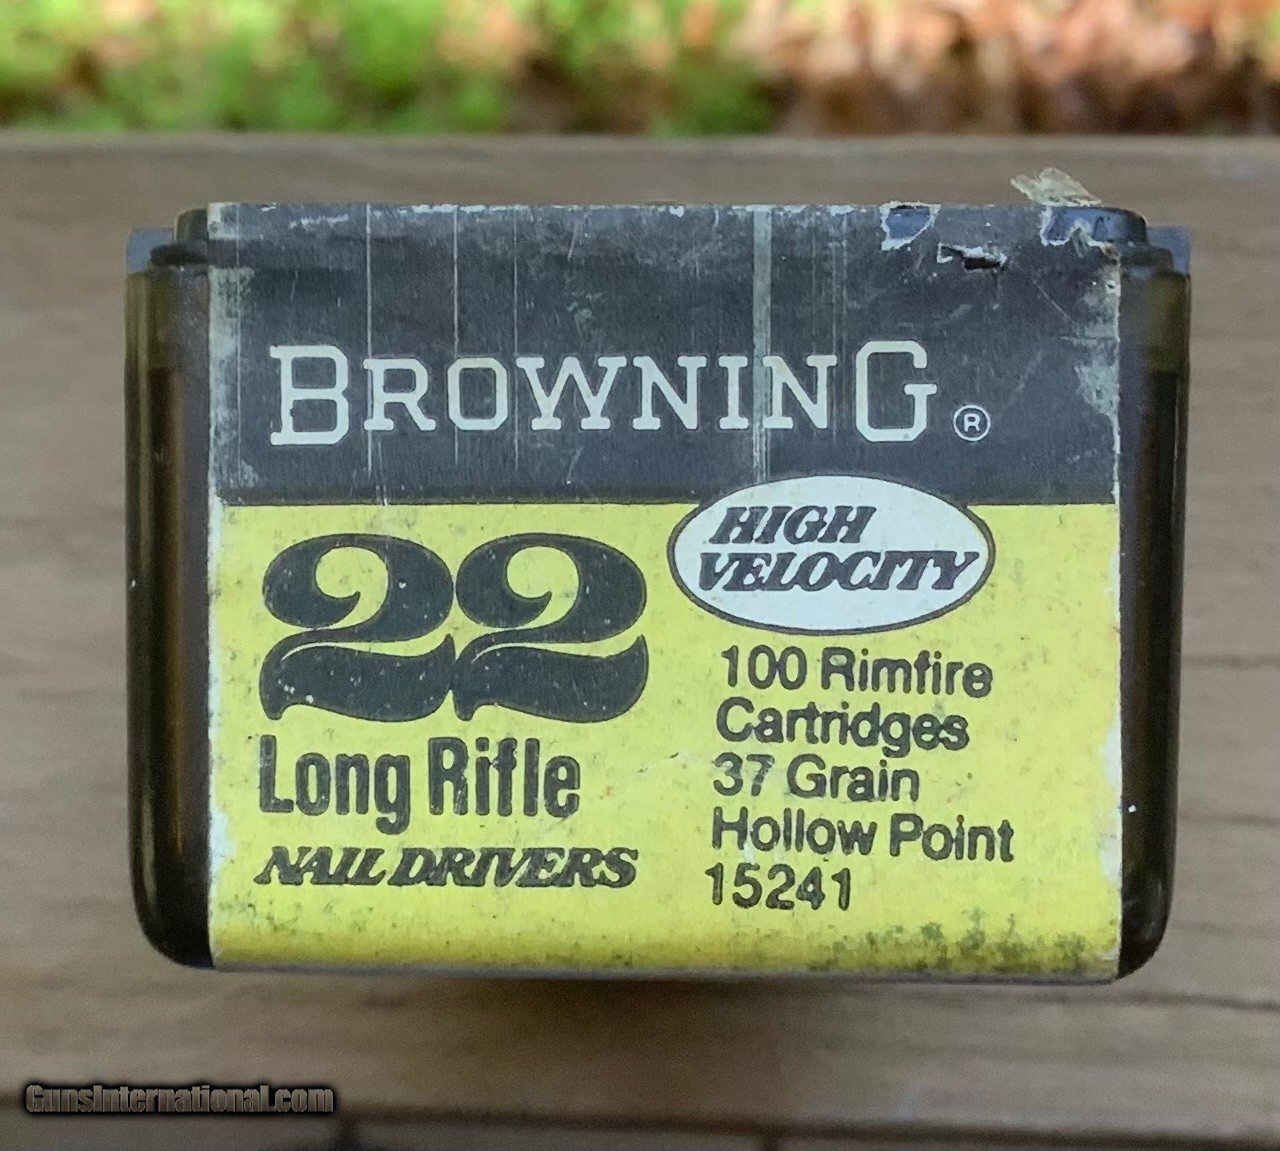 BROWNING ®
HIGH
VELOCITY
22
Long Rifle
NAIL DRIVERS
100 Rimfire
Cartridges
37 Grain
Hollow Point
15241
GunsInternational.com